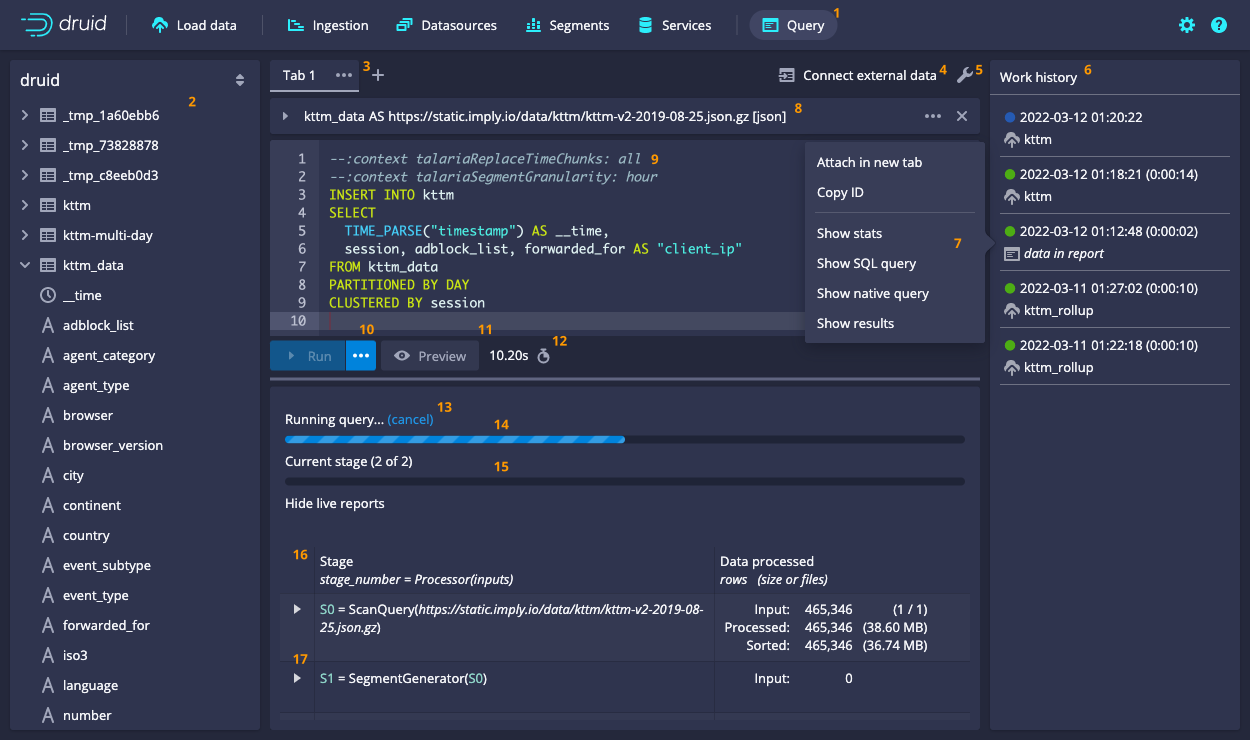 druid
Load data
Ingestion
Datasources
Segments
Services
Query
1
druid
2
_tmp_1a60ebb6
_tmp_73828878
_tmp_c8eeb0d3
kttm
kttm-multi-day
kttm_data
__time
adblock_list
agent_category
agent_type
browser
browser_version
city
continent
country
event_subtype
event_type
forwarded_for
iso3
language
number
Tab 1
3
Connect external data
4
5
kttm_data AS https://static.imply.io/data/kttm/kttm-v2-2019-08-25.json.gz [json]
8
1 --:context talariaReplaceTimeChunks: all
9
2 --:context talariaSegmentGranularity: hour
3 INSERT INTO kttm
4 SELECT
5 TIME_PARSE("timestamp") AS __time,
6 session, adblock_list, forwarded_for AS "client_ip"
7 FROM kttm_data
8 PARTITIONED BY DAY
9 CLUSTERED BY session
10
Attach in new tab
Copy ID
Show stats
7
Show SQL query
Show native query
Show results
10
11
12
Run
Preview
10.20s
Running query... (cancel)
13
14
Current stage (2 of 2)
15
Hide live reports
16
Stage
stage_number = Processor(inputs)
Data processed
rows (size or files)
S0 = ScanQuery(https://static.imply.io/data/kttm/kttm-v2-2019-08-
25.json.gz)
Input: 465,346 (1 / 1)
Processed: 465,346 (38.60 MB)
Sorted: 465,346 (36.74 MB)
17
S1 = SegmentGenerator(S0)
Input: 0
Work history
6
2022-03-12 01:20:22
kttm
2022-03-12 01:18:21 (0:00:14)
kttm
2022-03-12 01:12:48 (0:00:02)
data in report
2022-03-11 01:27:02 (0:00:10)
kttm_rollup
2022-03-11 01:22:18 (0:00:10)
kttm_rollup